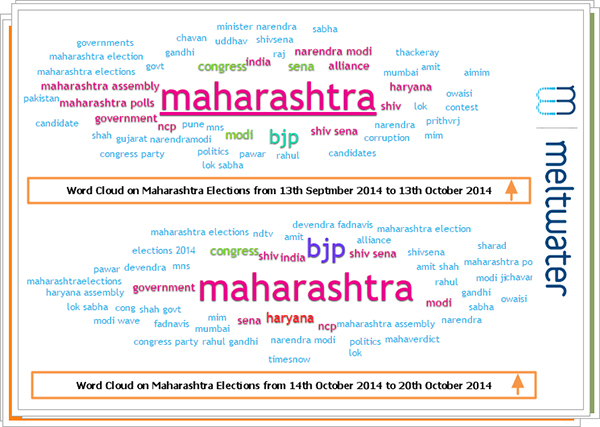 minister narendra sabha
governments chavan uddhav shivsena
maharashtra election gandhi raj narendra modi thackeray
maharashtra elections govt congress india sena alliance mumbai amit aimim
maharashtra assembly haryana owaisi
pakistan maharashtra polls maharashtra shiv lok contest
candidate government ncp pune mns narendra prithvrj
shah gujarat narendramodi modi bjp shiv sena corruption mim
congress party politics pawar rahul candidates
lok sabha
Word Cloud on Maharashtra Elections from 13th Septmber 2014 to 13th October 2014
devendra fadnavis
maharashtra elections ndtv amit maharashtra election
elections 2014 congress shiv india bjp alliance shiv sena shivsena sharad
pawar devendra mns amit shah maharashtra po
maharashtraelections government maharashtra rahul modi jichavar
haryana assembly gandhi
lok sabha cong shah govt modi sabha owaisi
modi wave fadnavis mim sena haryana ncp maharashtra assembly narendra
mumbai
congress party rahul gandhi narendra modi politics mahaverdict
timesnow lok
Word Cloud on Maharashtra Elections from 14th October 2014 to 20th October 2014
meltwater